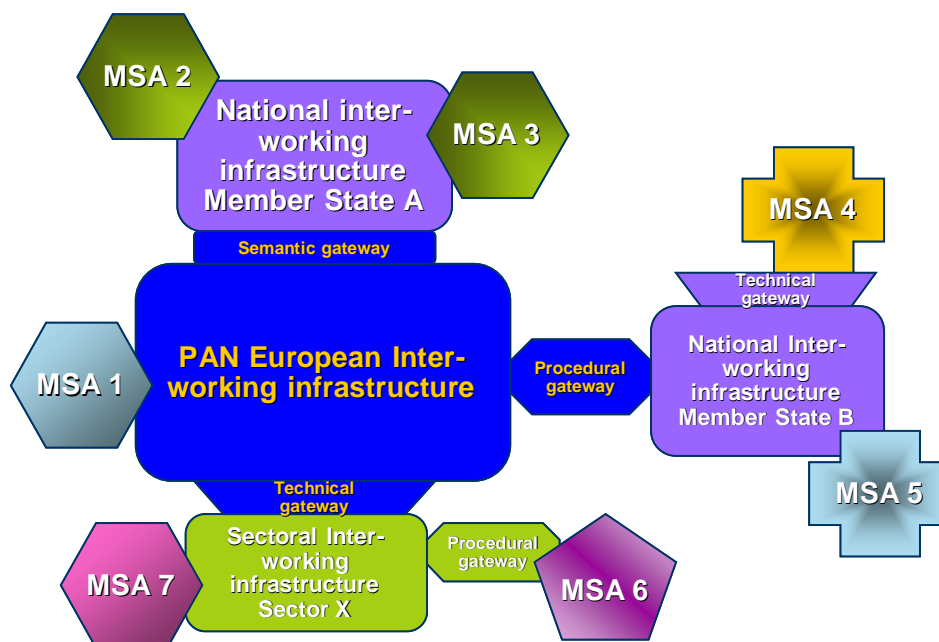 MSA 2
National inter-
working
infrastructure
Member State A
MSA 3
Semantic gateway
MSA 4
Technical
gateway
PAN European Inter-
working infrastructure
MSA 1
Procedural
gateway
National Inter-
working
infrastructure
Member State B
MSA 5
Technical
gateway
Sectoral Inter-
working
infrastructure
Sector X
Procedural
gateway
MSA 7
MSA 6